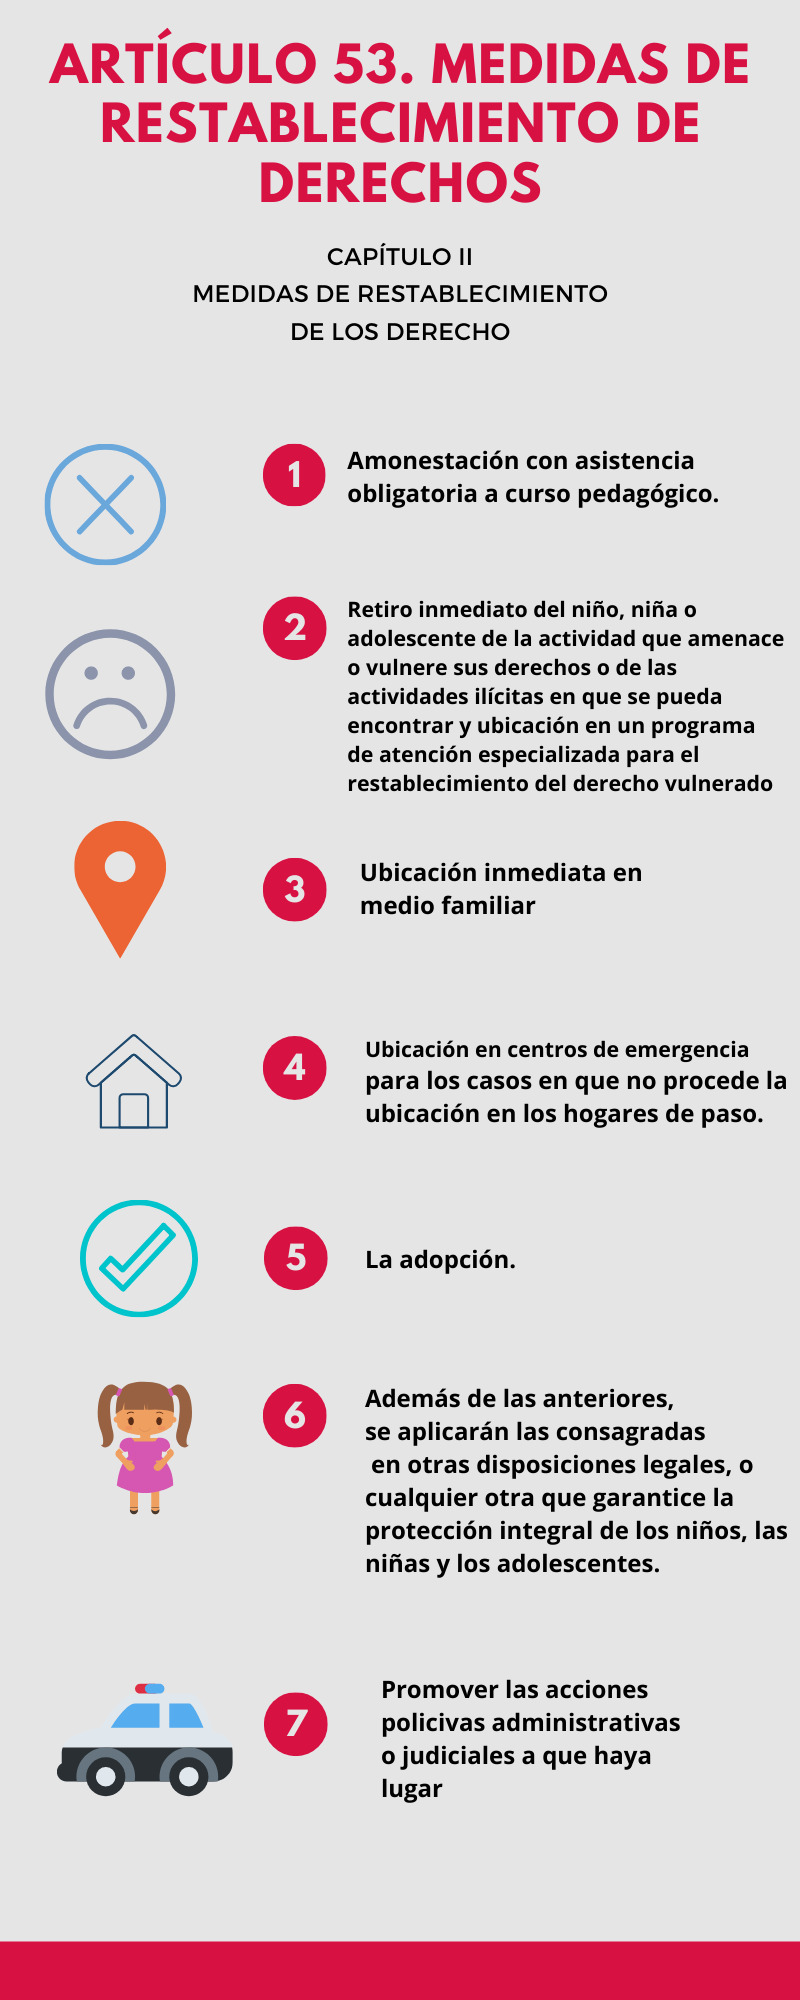 ARTÍCULO 53. MEDIDAS DE
RESTABLECIMIENTO DE
DERECHOS
CAPÍTULO II
MEDIDAS DE RESTABLECIMIENTO
DE LOS DERECHO
1
Amonestación con asistencia
obligatoria a curso pedagógico.
2
Retiro inmediato del niño, niña o
adolescente de la actividad que amenace
o vulnere sus derechos o de las
actividades ilícitas en que se pueda
encontrar y ubicación en un programa
de atención especializada para el
restablecimiento del derecho vulnerado
3
Ubicación inmediata en
medio familiar
4
Ubicación en centros de emergencia
para los casos en que no procede la
ubicación en los hogares de paso.
5
La adopción.
6
Además de las anteriores,
se aplicarán las consagradas
en otras disposiciones legales, o
cualquier otra que garantice la
protección integral de los niños, las
niñas y los adolescentes.
7
Promover las acciones
policivas administrativas
o judiciales a que haya
lugar